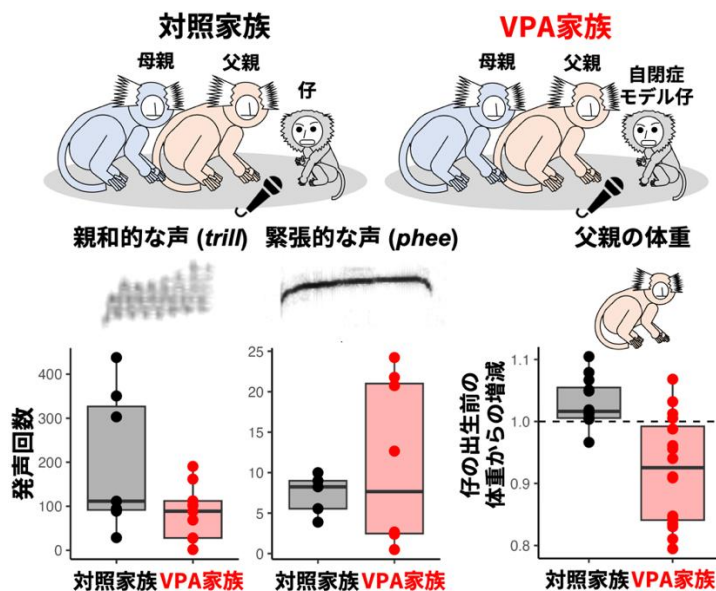 対照家族
VPA家族
母親
父親
仔
母親
父親
自閉症
モデル仔
親和的な声 (trill)
緊張的な声 (phee)
父親の体重
発声回数
400
300
200
100
0
対照家族
VPA家族
25
20
15
10
5
0
対照家族
VPA家族
仔の出生前の
体重からの増減
1.1
1.0
0.9
0.8
対照家族
VPA家族